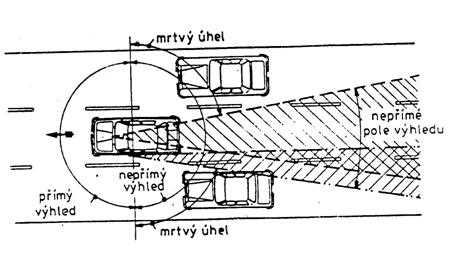 mrtvý úhel
nepřímé
pole výhledu
nepřímý
výhled
přímý
výhled
mrtvý úhel